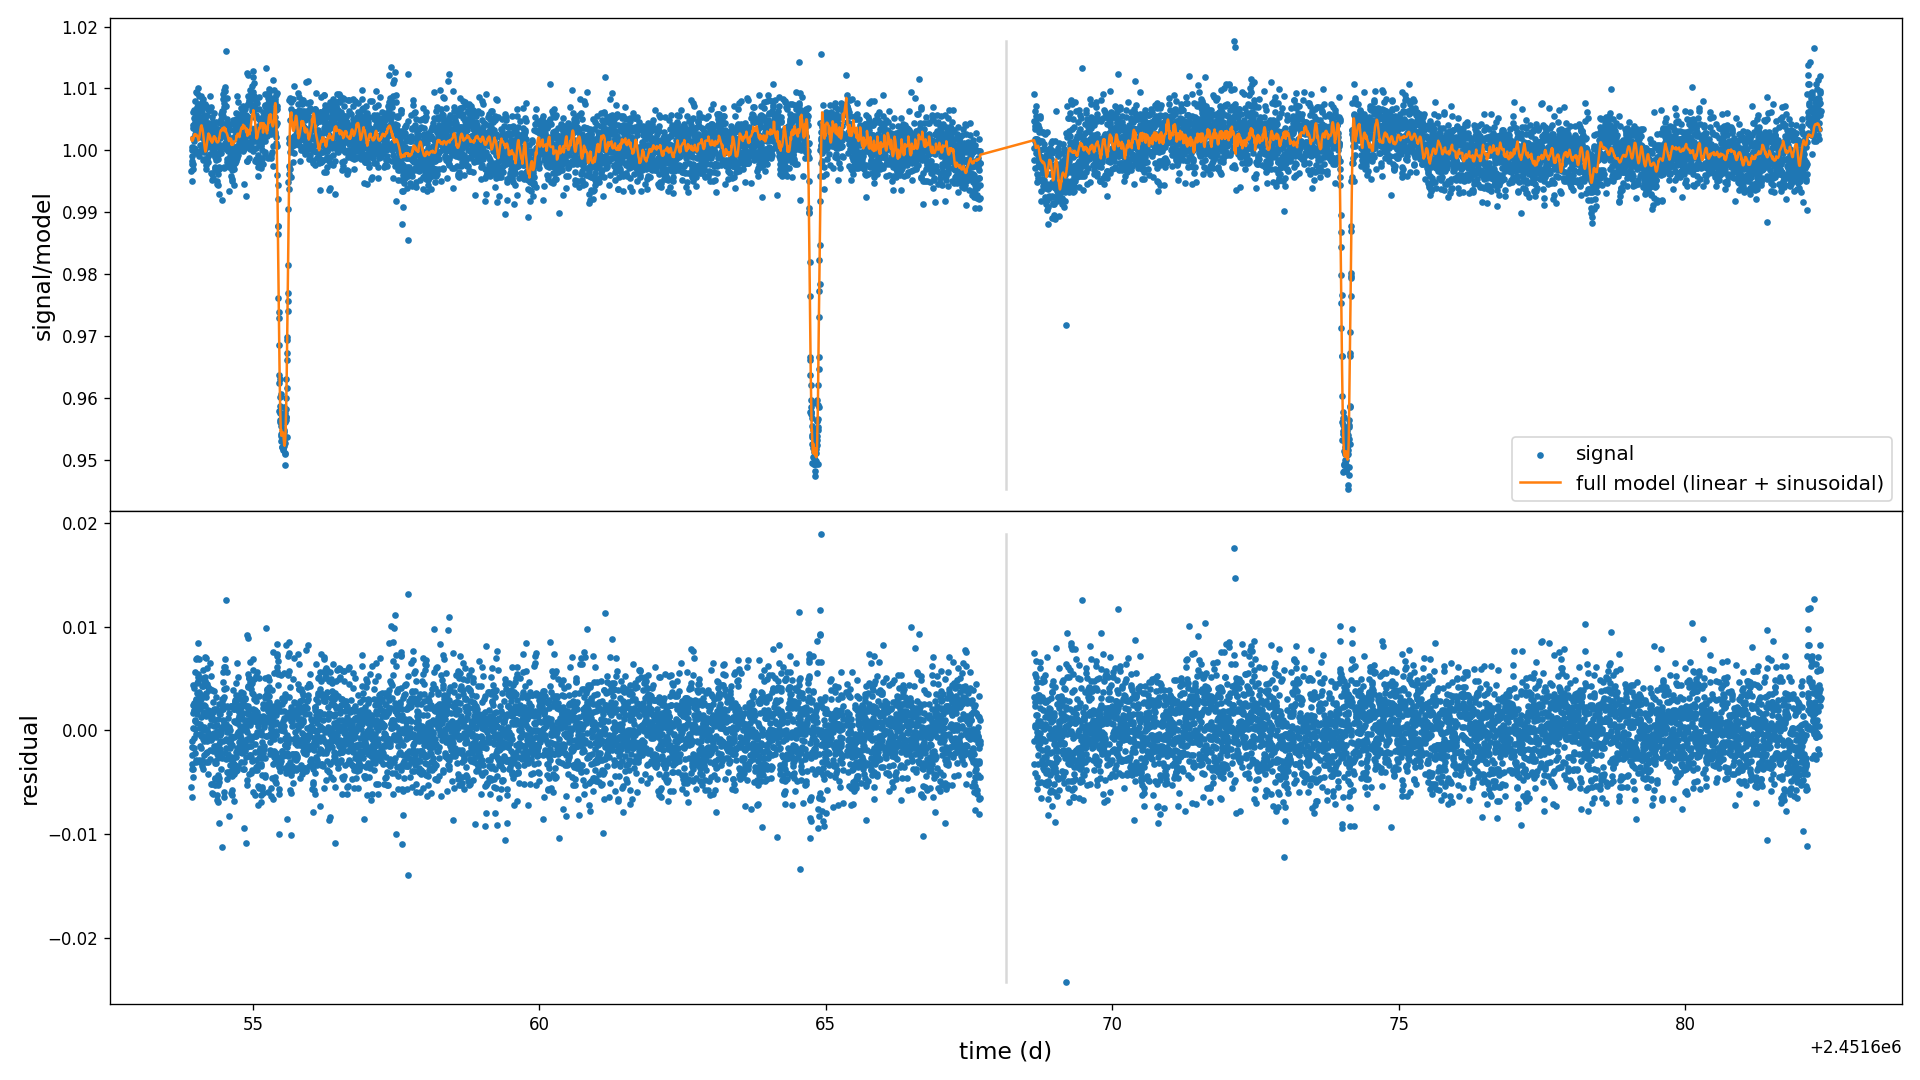 1.02
1.01
1.00
0.99
0.98
0.97
0.96
0.95
signal/model
signal
full model (linear + sinusoidal)
0.02
0.01
0.00
−0.01
−0.02
residual
55 60 65 70 75 80
time (d)
+2.4516e6